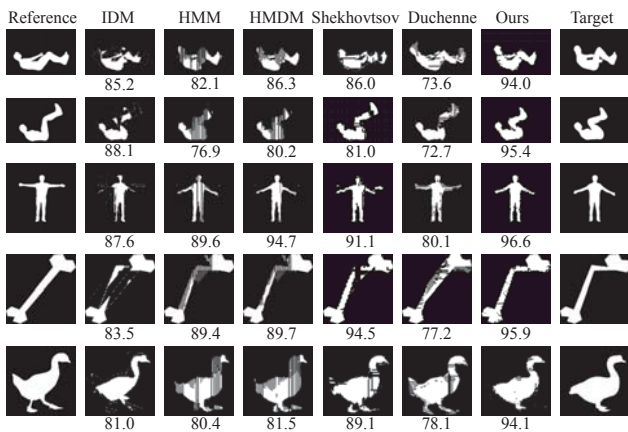 Reference IDM HMM HMDM Shekhovtsov Duchenne Ours Target
85.2 82.1 86.3 86.0 73.6 94.0
88.1 76.9 80.2 81.0 72.7 95.4
87.6 89.6 94.7 91.1 80.1 96.6
83.5 89.4 89.7 94.5 77.2 95.9
81.0 80.4 81.5 89.1 78.1 94.1